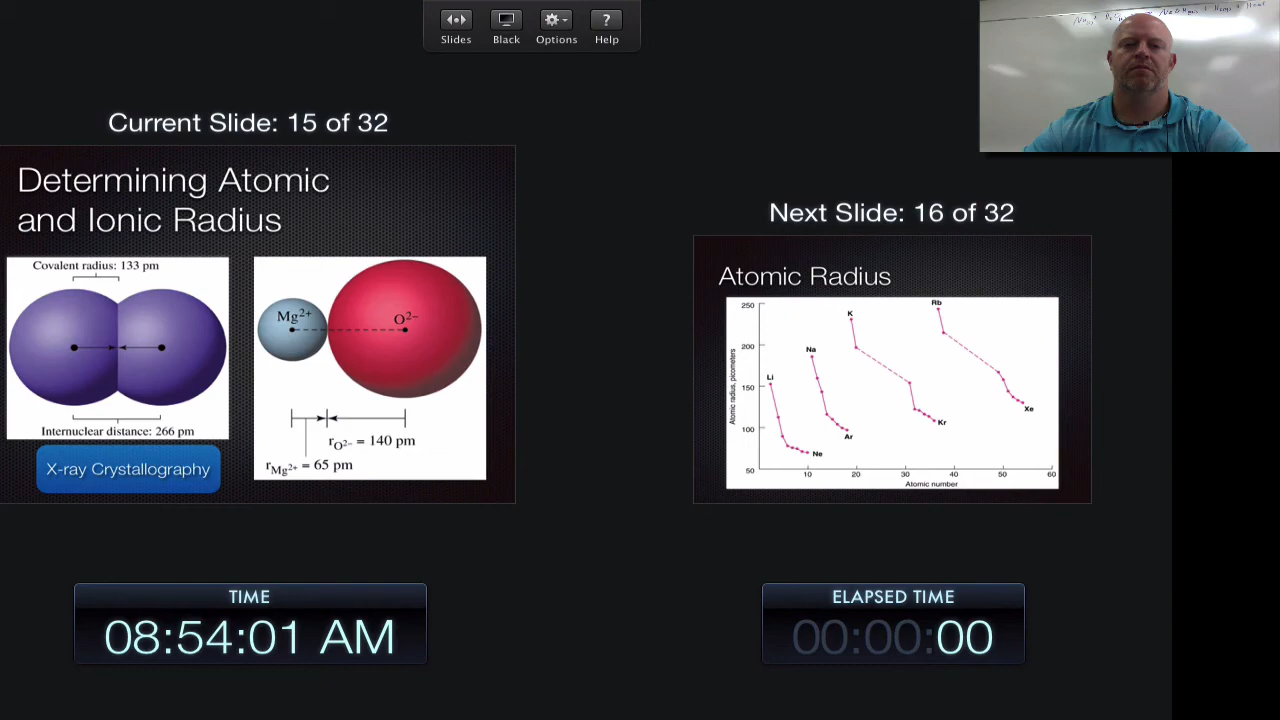 Slides
Black
Options
Help
Current Slide: 15 of 32
Determining Atomic
and Ionic Radius
Covalent radius: 133 pm
Internuclear distance: 266 pm
X-ray Crystallography
Mg²⁺
O²⁻
r_O²⁻ = 140 pm
r_Mg²⁺ = 65 pm
Next Slide: 16 of 32
Atomic Radius
Atomic radius, picometers
250
200
150
100
50
Li
Ne
Na
Ar
K
Kr
Rb
Xe
10
20
30
40
50
60
Atomic number
TIME
08:54:01 AM
ELAPSED TIME
00:00:00